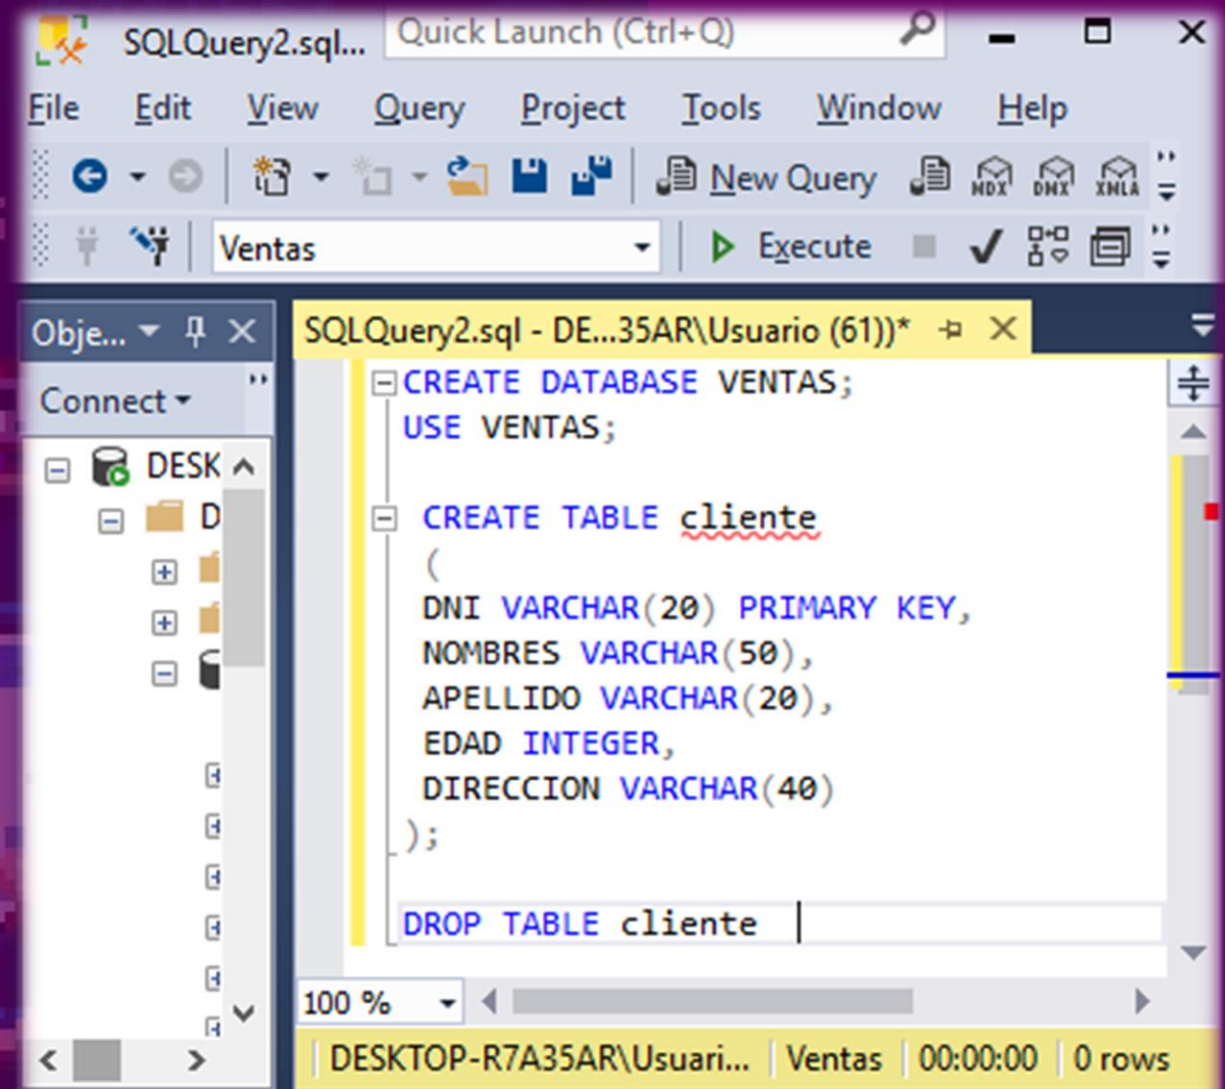 SQLQuery2.sql... Quick Launch (Ctrl+Q)
File Edit View Query Project Tools Window Help
New Query MDX DMX XMLA
Ventas Execute
Obje... SQLQuery2.sql - DE...35AR\Usuario (61))*
Connect
CREATE DATABASE VENTAS;
USE VENTAS;
DESK
D
CREATE TABLE cliente
(
DNI VARCHAR(20) PRIMARY KEY,
NOMBRES VARCHAR(50),
APELLIDO VARCHAR(20),
EDAD INTEGER,
DIRECCION VARCHAR(40)
);
DROP TABLE cliente
100 %
DESKTOP-R7A35AR\Usuari... Ventas 00:00:00 0 rows